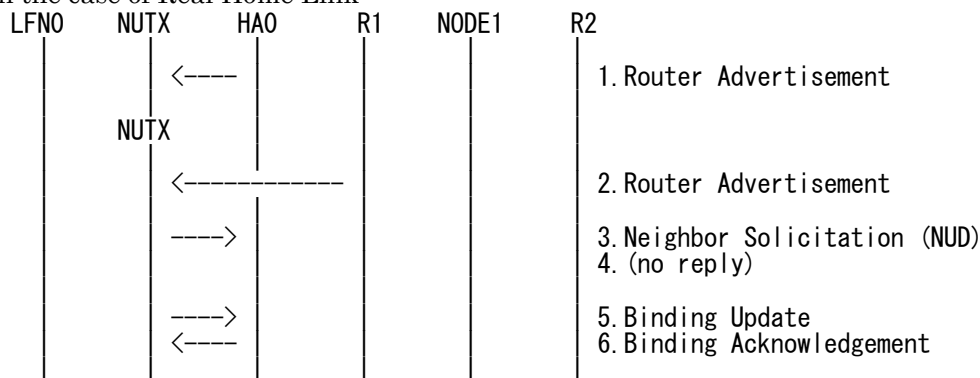 n the case of Real Home Link
LFN0 NUTX HA0 R1 NODE1 R2
<---- 1.Router Advertisement
NUTX
<------------ 2.Router Advertisement
----> 3.Neighbor Solicitation (NUD)
4.(no reply)
----> 5.Binding Update
<---- 6.Binding Acknowledgement